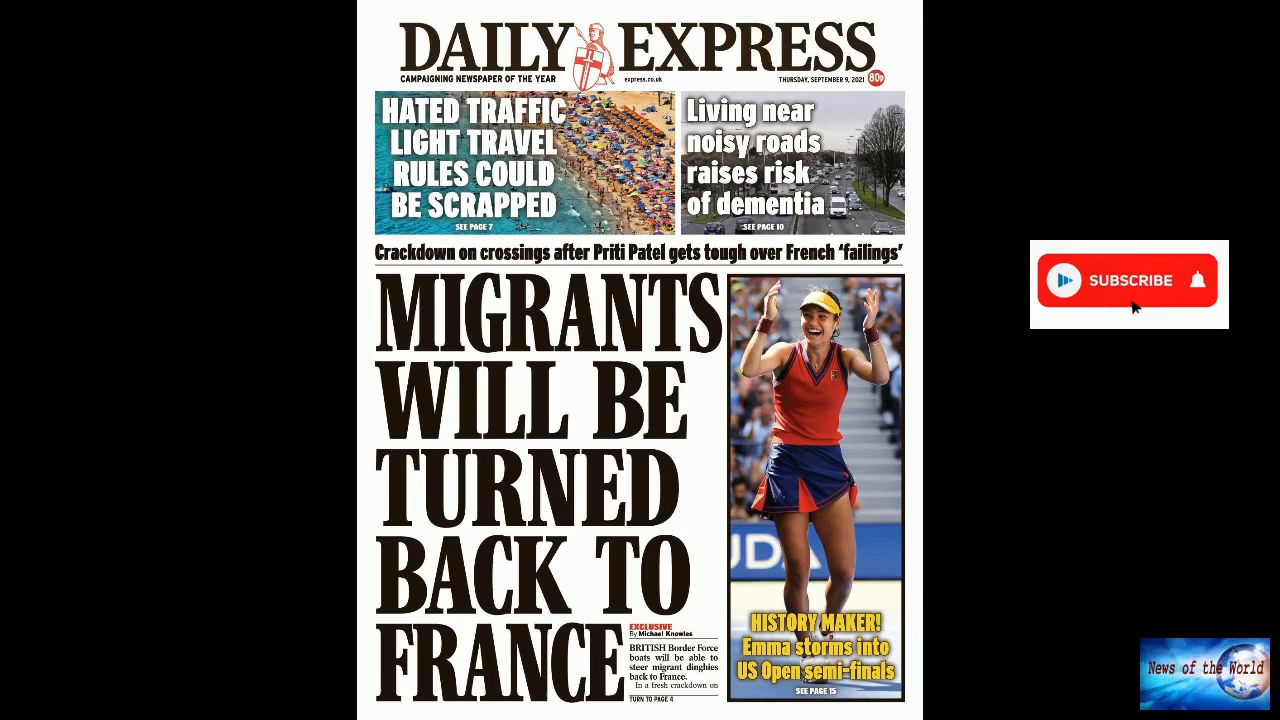 DAILY EXPRESS
CAMPAIGNING NEWSPAPER OF THE YEAR
express.co.uk
THURSDAY, SEPTEMBER 9, 2021
80p
HATED TRAFFIC
LIGHT TRAVEL
RULES COULD
BE SCRAPPED
SEE PAGE 7
Living near
noisy roads
raises risk
of dementia
SEE PAGE 10
Crackdown on crossings after Priti Patel gets tough over French ‘failings’
MIGRANTS
WILL BE
TURNED
BACK TO
FRANCE
EXCLUSIVE
By Michael Knowles
BRITISH Border Force
boats will be able to
steer migrant dinghies
back to France.
In a fresh crackdown on
TURN TO PAGE 4
UDA
HISTORY MAKER!
Emma storms into
US Open semi-finals
SEE PAGE 15
SUBSCRIBE
News of the World